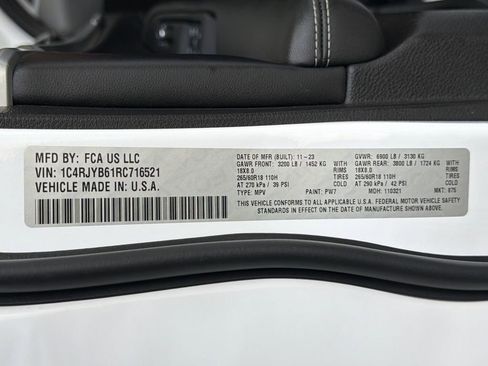 MFD BY: FCA US LLC
VIN: 1C4RJYB61RC716521
VEHICLE MADE IN: U.S.A.
DATE OF MFR (BUILT): 11-23 GVWR: 6900 LB / 3130 KG
GAWR FRONT: 3200 LB / 1452 KG WITH GAWR REAR: 3800 LB / 1724 KG WITH
18X8.0 RIMS 18X8.0 RIMS
265/60R18 110H TIRES 265/60R18 110H TIRES
AT 270 kPa / 39 PSI COLD AT 290 kPa / 42 PSI COLD
TYPE: MPV PAINT: PW7 MDH: 110321 MKT: 875
THIS VEHICLE CONFORMS TO ALL APPLICABLE U.S.A. FEDERAL MOTOR VEHICLE SAFETY
STANDARDS IN EFFECT ON THE DATE OF MANUFACTURE SHOWN ABOVE